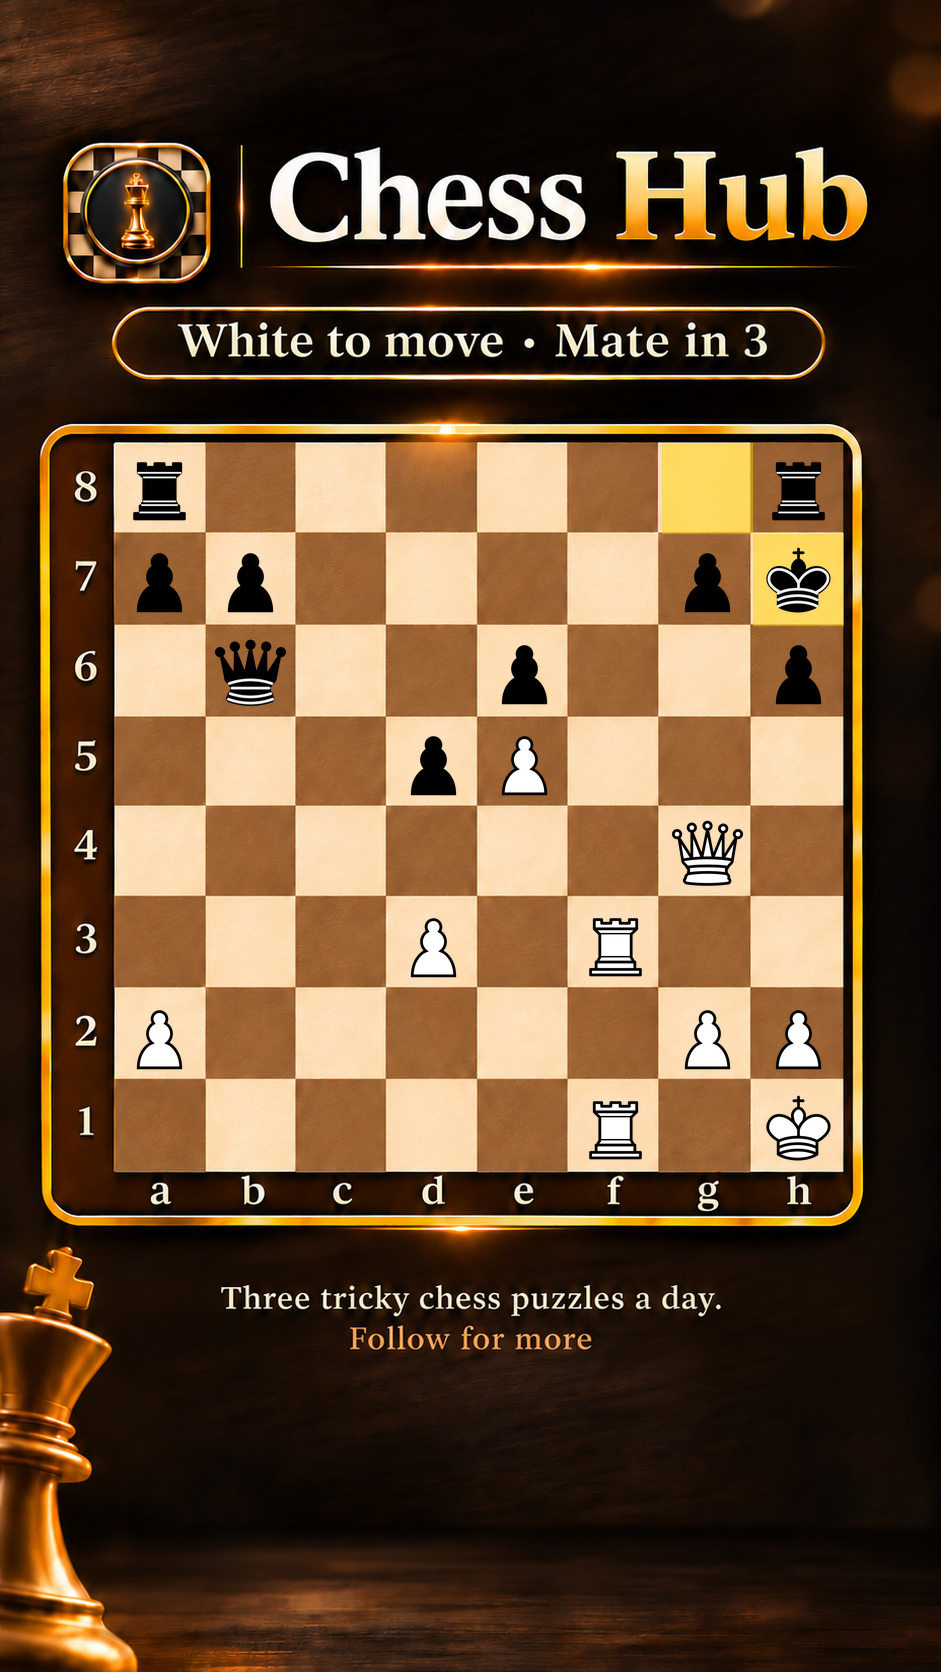 Chess Hub
White to move • Mate in 3
8
7
6
5
4
3
2
1
a b c d e f g h
Three tricky chess puzzles a day.
Follow for more